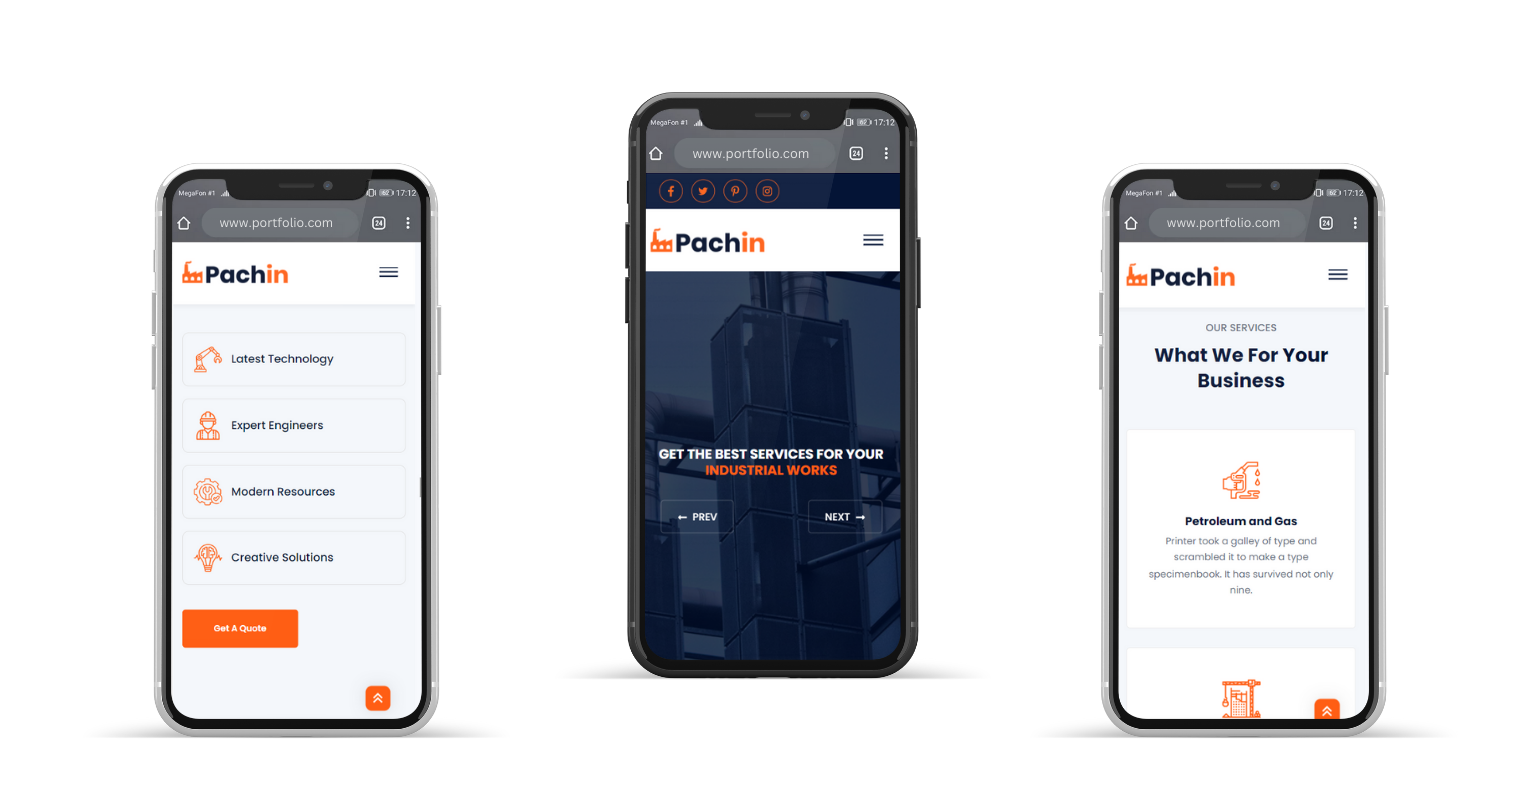 MegaFon #1 62 17:12
www.portfolio.com 24
Pachin
Latest Technology
Expert Engineers
Modern Resources
Creative Solutions
Get A Quote
MegaFon #1 62 17:12
www.portfolio.com 24
Pachin
GET THE BEST SERVICES FOR YOUR
INDUSTRIAL WORKS
PREV NEXT
MegaFon #1 62 17:12
www.portfolio.com 24
Pachin
OUR SERVICES
What We For Your
Business
Petroleum and Gas
Printer took a galley of type and
scrambled it to make a type
specimenbook. It has survived not only
nine.